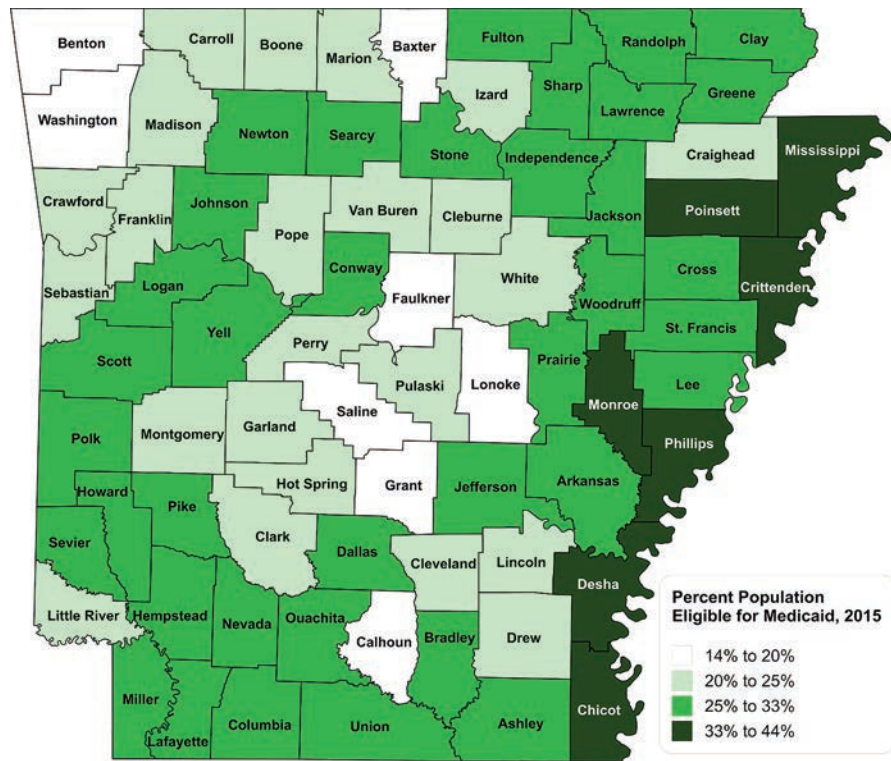 Benton
Carroll
Boone
Marion
Baxter
Fulton
Randolph
Clay
Washington
Madison
Newton
Searcy
Stone
Izard
Sharp
Lawrence
Greene
Independence
Craighead
Mississippi
Crawford
Franklin
Johnson
Pope
Van Buren
Cleburne
Jackson
Poinsett
Sebastian
Logan
Conway
Faulkner
White
Woodruff
Cross
Crittenden
Scott
Yell
Perry
Pulaski
Lonoke
Prairie
St. Francis
Lee
Monroe
Phillips
Polk
Montgomery
Garland
Saline
Hot Spring
Grant
Jefferson
Arkansas
Howard
Pike
Clark
Dallas
Cleveland
Lincoln
Desha
Sevier
Little River
Hempstead
Nevada
Ouachita
Calhoun
Bradley
Drew
Chicot
Miller
Lafayette
Columbia
Union
Ashley
Percent Population
Eligible for Medicaid, 2015
14% to 20%
20% to 25%
25% to 33%
33% to 44%